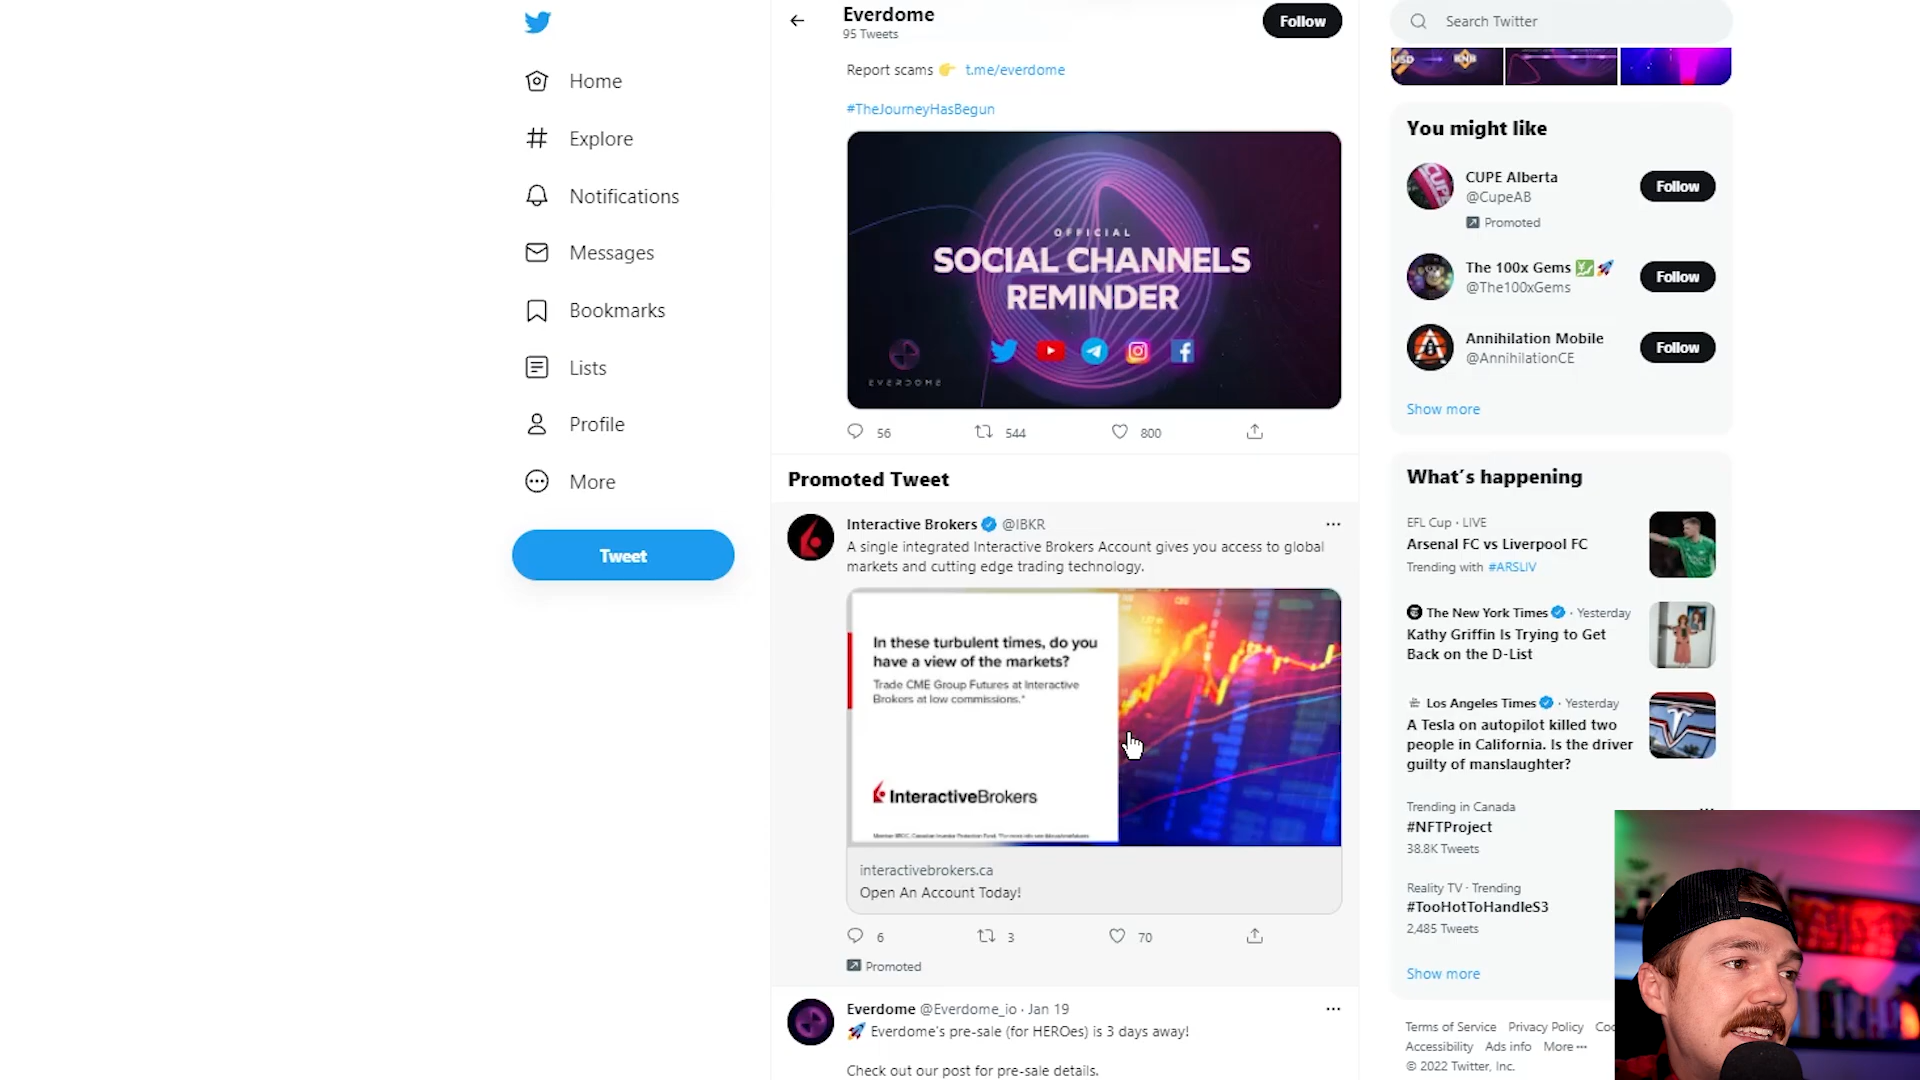 Home
Explore
Notifications
Messages
Bookmarks
Lists
Profile
More
Tweet
Everdome
95 Tweets
Follow
Report scams 👉 t.me/everdome
#TheJourneyHasBegun
OFFICIAL
SOCIAL CHANNELS
REMINDER
EVERDOME
56 544 800
Promoted Tweet
Interactive Brokers @IBKR
A single integrated Interactive Brokers Account gives you access to global
markets and cutting edge trading technology.
In these turbulent times, do you
have a view of the markets?
Trade CME Group Futures at Interactive
Brokers at low commissions.*
InteractiveBrokers
interactivebrokers.ca
Open An Account Today!
6 3 70
Promoted
Everdome @Everdome_io · Jan 19
🚀 Everdome's pre-sale (for HEROes) is 3 days away!
Check out our post for pre-sale details.
Search Twitter
USD BNB
You might like
CUPE Alberta
@CupeAB
Promoted
Follow
The 100x Gems 💹🚀
@The100xGems
Follow
Annihilation Mobile
@AnnihilationCE
Follow
Show more
What's happening
EFL Cup · LIVE
Arsenal FC vs Liverpool FC
Trending with #ARSLIV
The New York Times · Yesterday
Kathy Griffin Is Trying to Get
Back on the D-List
Los Angeles Times · Yesterday
A Tesla on autopilot killed two
people in California. Is the driver
guilty of manslaughter?
Trending in Canada
#NFTProject
38.8K Tweets
Reality TV · Trending
#TooHotToHandleS3
2,485 Tweets
Show more
Terms of Service Privacy Policy
Accessibility Ads info More ···
© 2022 Twitter, Inc.